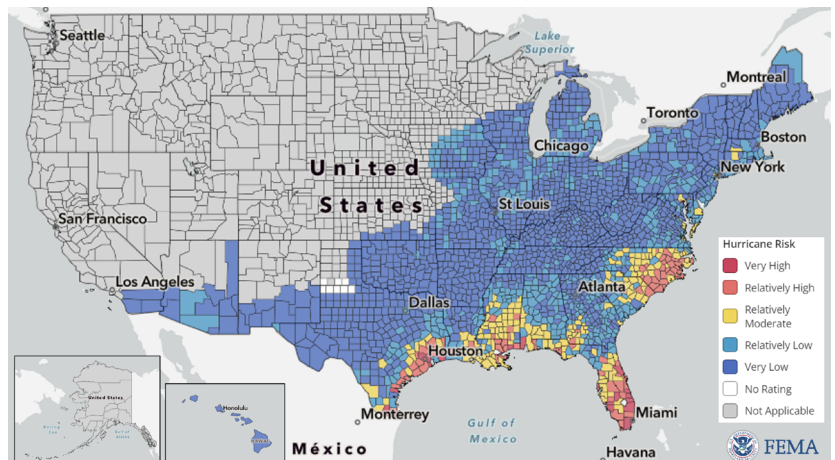 Seattle
Lake
Superior
Montreal
Toronto
Boston
Chicago
New York
United
States
St Louis
San Francisco
Hurricane Risk
Very High
Relatively High
Relatively
Moderate
Relatively Low
Very Low
No Rating
Not Applicable
Los Angeles
Atlanta
Dallas
Houston
United States
Honolulu
Monterrey
Gulf of
Mexico
Miami
México
Havana
FEMA